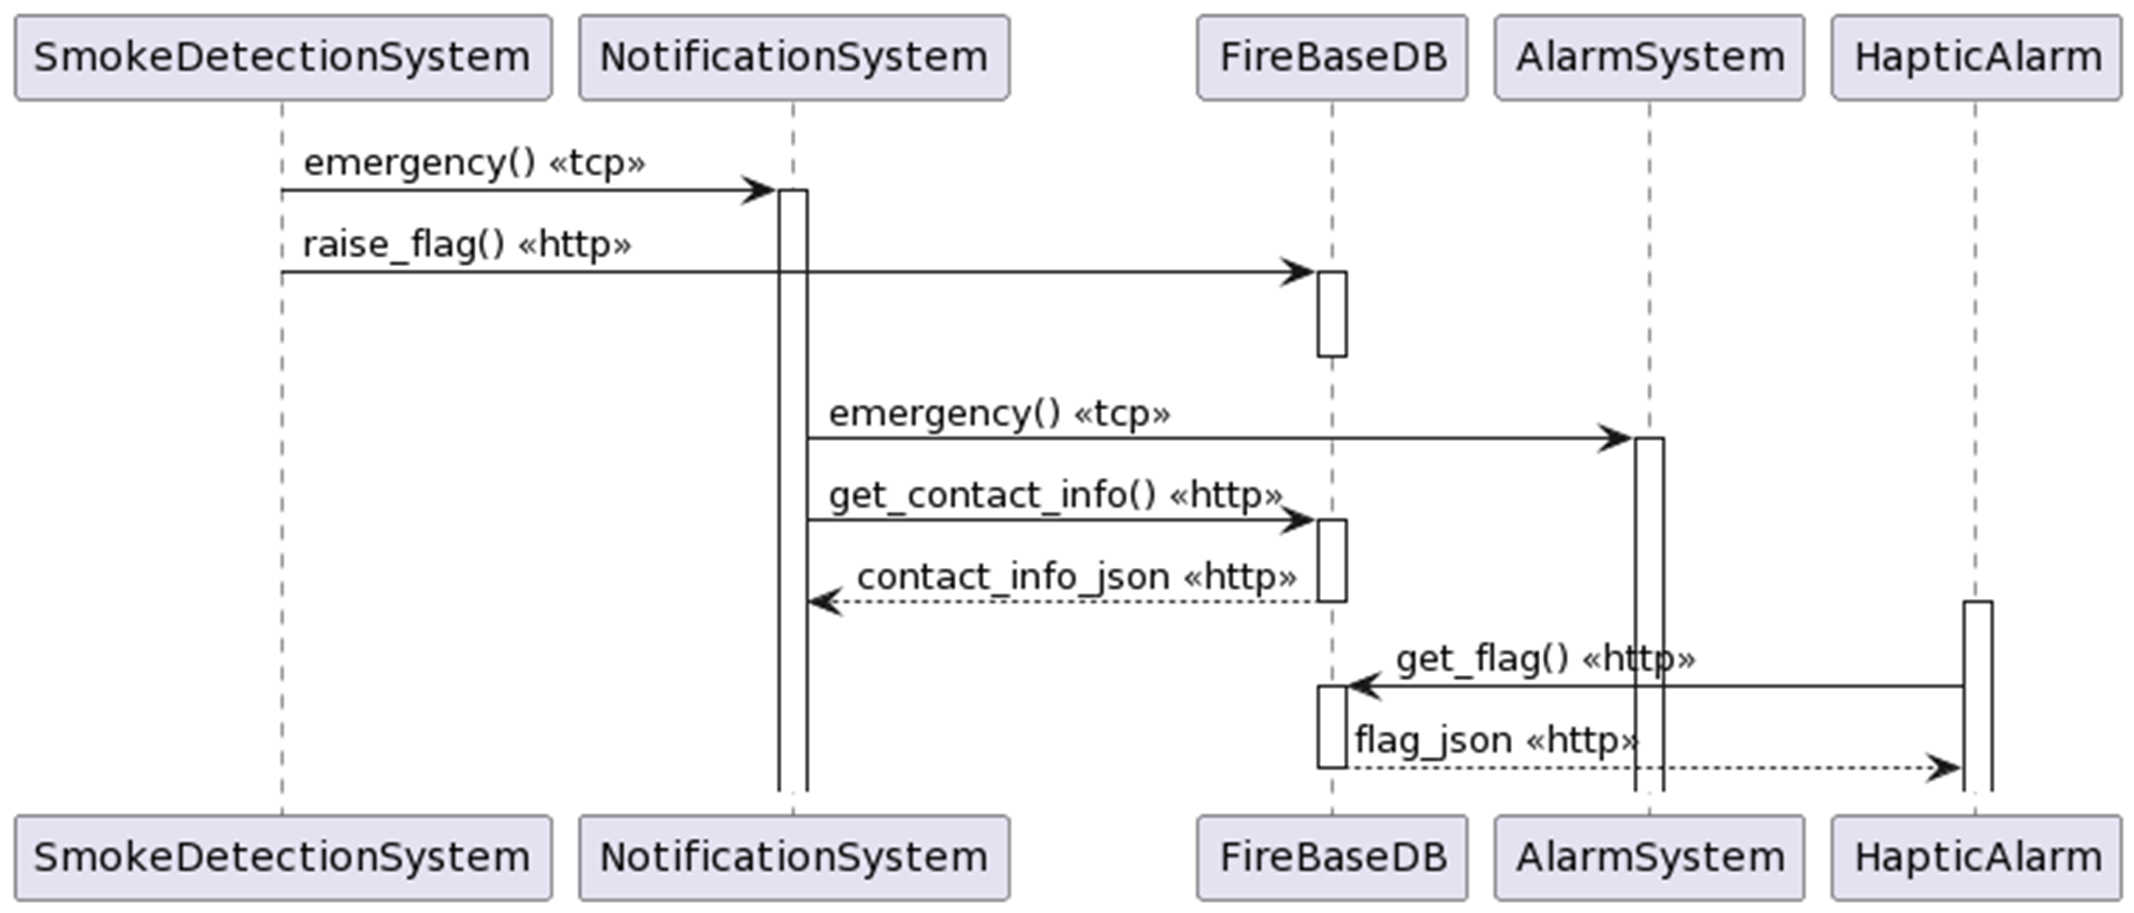 SmokeDetectionSystem
NotificationSystem
FireBaseDB
AlarmSystem
HapticAlarm
emergency() «tcp»
raise_flag() «http»
emergency() «tcp»
get_contact_info() «http»
contact_info_json «http»
get_flag() «http»
flag_json «http»
SmokeDetectionSystem
NotificationSystem
FireBaseDB
AlarmSystem
HapticAlarm